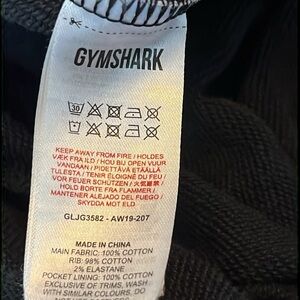 GYMSHARK
30
KEEP AWAY FROM FIRE / HOLDES
VÆK FRA ILD / HOU BIJ OPEN VUUR
VANDAAN / PIDETTÄVÄ ETÄÄLLÄ
TULESTA / TENIR ÉLOIGNÉ DU FEU /
VOR FEUER SCHÜTZEN / 火気厳禁 /
HOLD BORTE FRA FLAMMER /
MANTENER ALEJADO DEL FUEGO /
SKYDDA MOT ELD
GLJG3582 - AW19-207
MADE IN CHINA
MAIN FABRIC: 100% COTTON
RIB: 98% COTTON
2% ELASTANE
POCKET LINING: 100% COTTON
EXCLUSIVE OF TRIMS, WASH
WITH SIMILAR COLOURS, DO